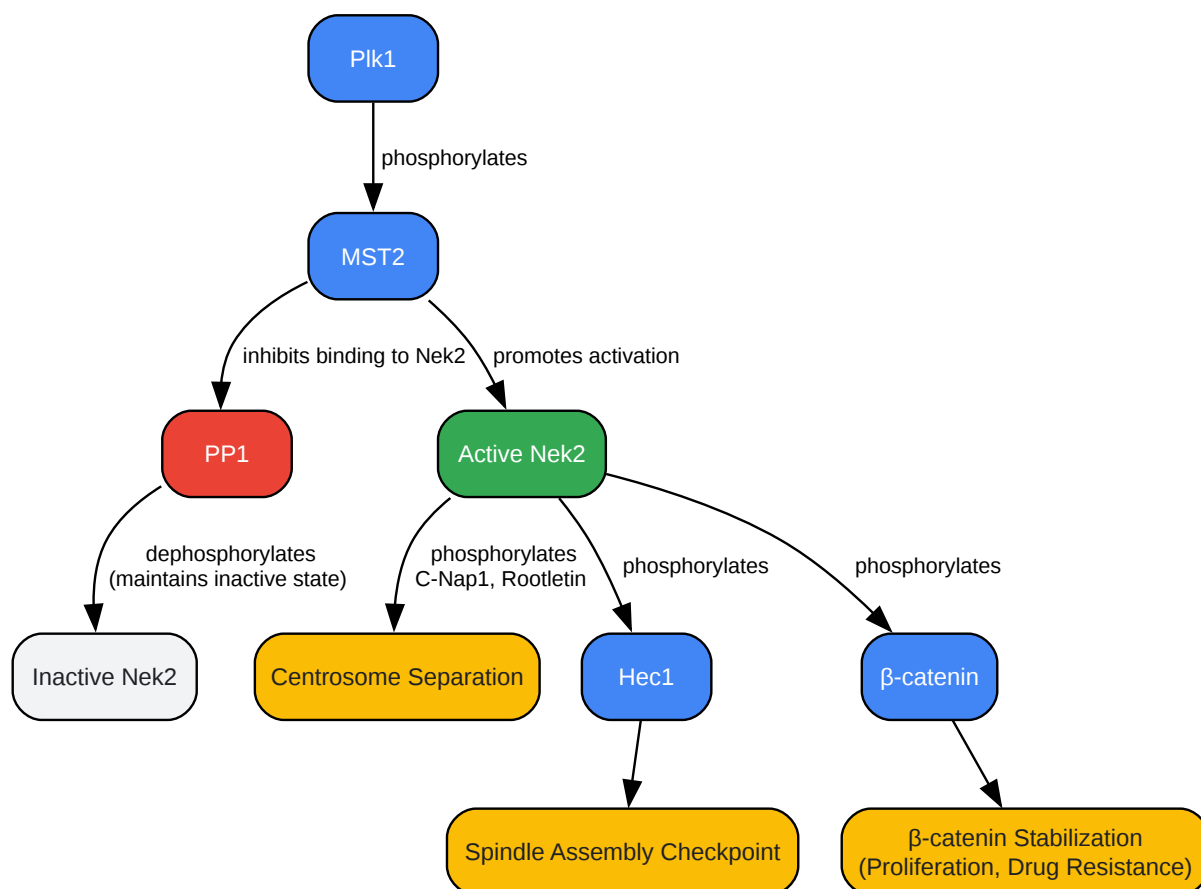 Plk1
phosphorylates
MST2
inhibits binding to Nek2
promotes activation
PP1
Active Nek2
dephosphorylates
(maintains inactive state)
phosphorylates
C-Nap1, Rootletin
phosphorylates
phosphorylates
Inactive Nek2
Centrosome Separation
Hec1
β-catenin
Spindle Assembly Checkpoint
β-catenin Stabilization
(Proliferation, Drug Resistance)